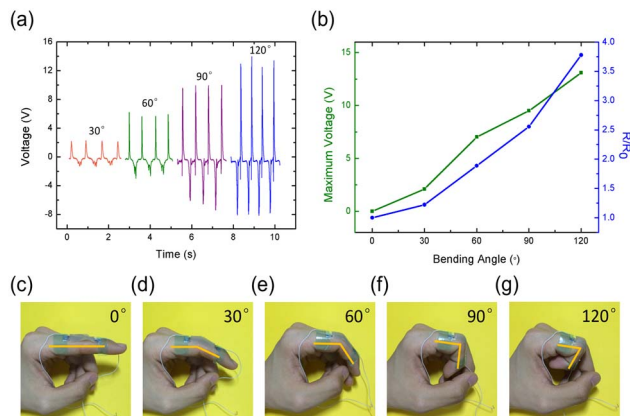 (a)
16
12
8
4
0
-4
-8
Voltage (V)
30°
60°
90°
120°
0 2 4 6 8 10
Time (s)
(b)
15
10
5
0
Maximum Voltage (V)
4.0
3.5
3.0
2.5
2.0
1.5
1.0
R/R0
0 30 60 90 120
Bending Angle (°)
(c) (d) (e) (f) (g)
0° 30° 60° 90° 120°